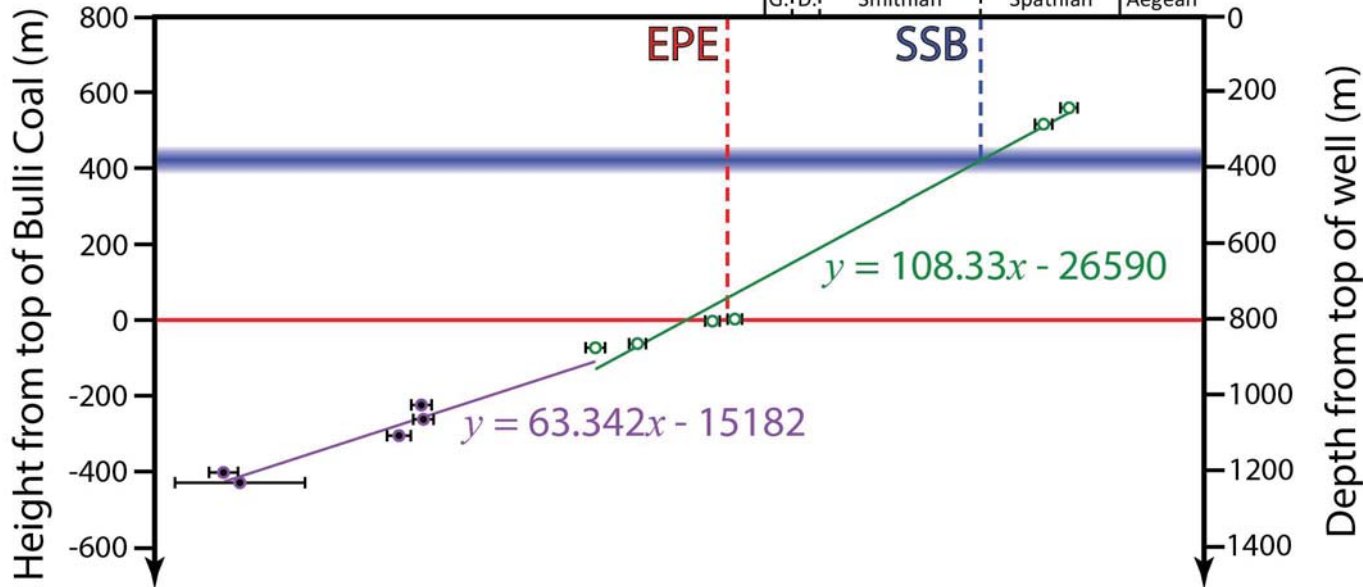 G. D. Smithian Spathian Aegean
Height from top of Bulli Coal (m)
800
600
400
200
0
-200
-400
-600
EPE
SSB
y = 108.33x - 26590
y = 63.342x - 15182
0
200
400
600
800
1000
1200
1400
Depth from top of well (m)